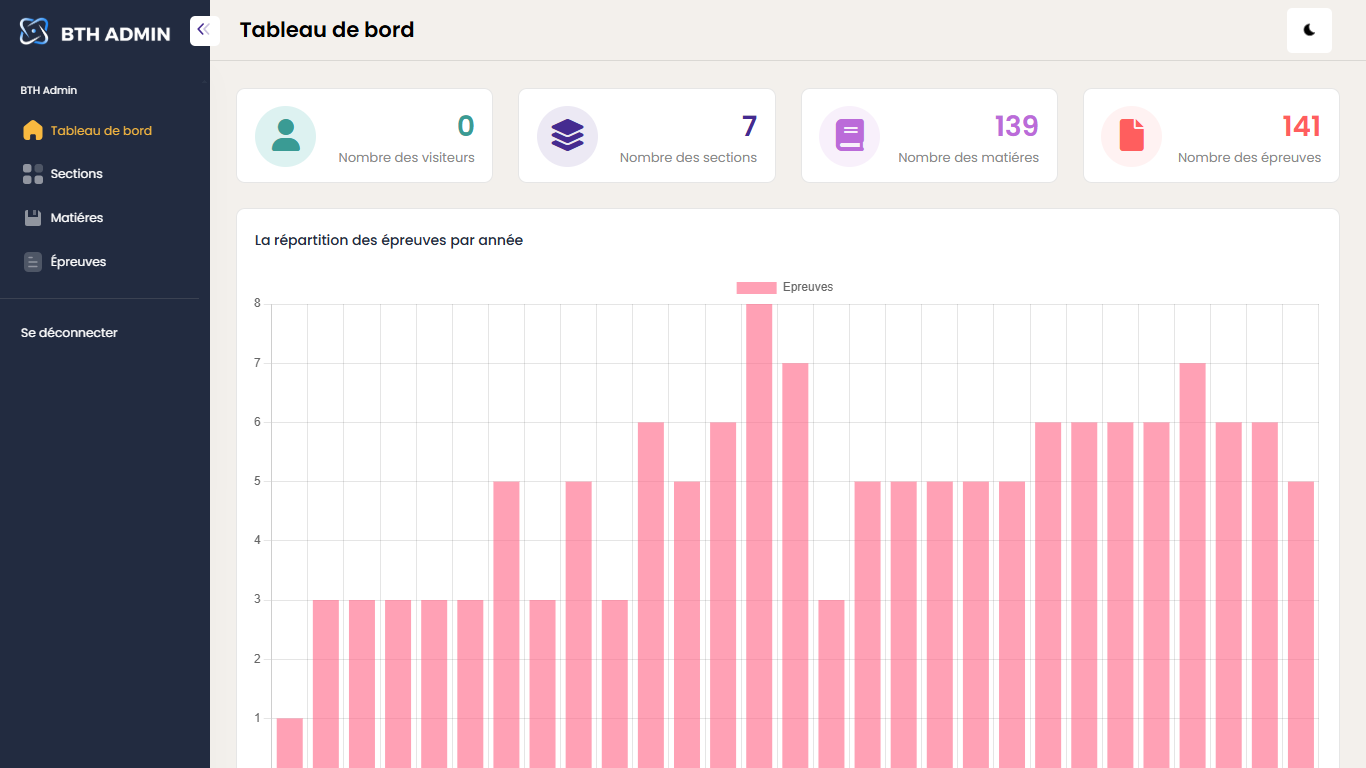 BTH ADMIN
Tableau de bord
BTH Admin
Tableau de bord
Sections
Matiéres
Épreuves
Se déconnecter
0
Nombre des visiteurs
7
Nombre des sections
139
Nombre des matiéres
141
Nombre des épreuves
La répartition des épreuves par année
Epreuves
8
7
6
5
4
3
2
1